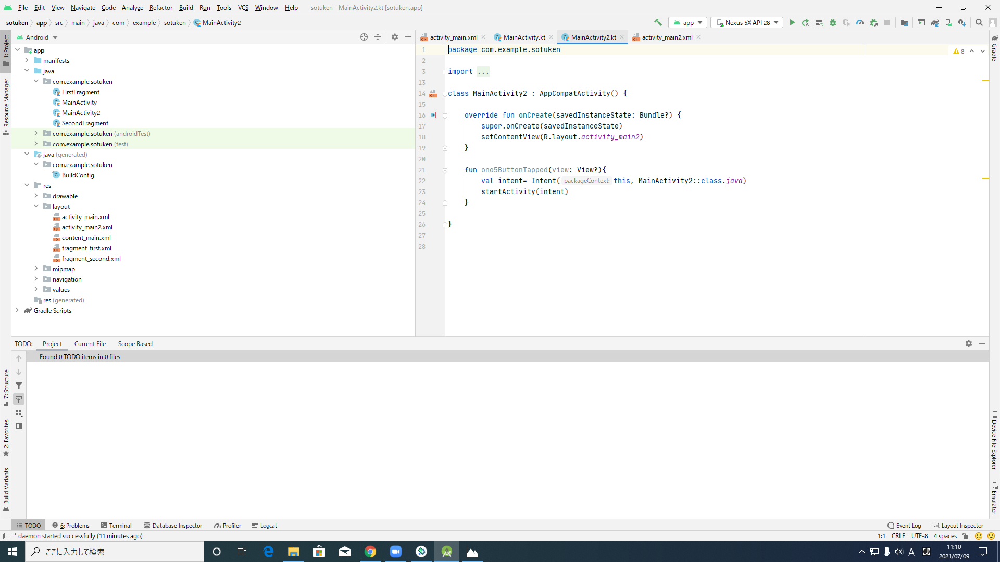 File Edit View Navigate Code Analyze Refactor Build Run Tools VCS Window Help sotuken - MainActivity2.kt [sotuken.app]
sotuken app src main java com example sotuken MainActivity2 app Nexus 5X API 28
1: Project
Resource Manager
7: Structure
2: Favorites
Build Variants
Android
app
manifests
java
com.example.sotuken
FirstFragment
MainActivity
MainActivity2
SecondFragment
com.example.sotuken (androidTest)
com.example.sotuken (test)
java (generated)
com.example.sotuken
BuildConfig
res
drawable
layout
activity_main.xml
activity_main2.xml
content_main.xml
fragment_first.xml
fragment_second.xml
mipmap
navigation
values
res (generated)
Gradle Scripts
activity_main.xml MainActivity.kt MainActivity2.kt activity_main2.xml
8
1 package com.example.sotuken
2
3 import ...
13
14 class MainActivity2 : AppCompatActivity() {
15
16 override fun onCreate(savedInstanceState: Bundle?) {
17 super.onCreate(savedInstanceState)
18 setContentView(R.layout.activity_main2)
19 }
20
21 fun ono5ButtonTapped(view: View?){
22 val intent= Intent( packageContext: this, MainActivity2::class.java)
23 startActivity(intent)
24 }
25
26 }
27
28
Gradle
Device File Explorer
Emulator
TODO: Project Current File Scope Based
Found 0 TODO items in 0 files
TODO 6: Problems Terminal Database Inspector Profiler Logcat Event Log Layout Inspector
* daemon started successfully (11 minutes ago) 1:1 CRLF UTF-8 4 spaces
ここに入力して検索
A
J
11:10
2021/07/09